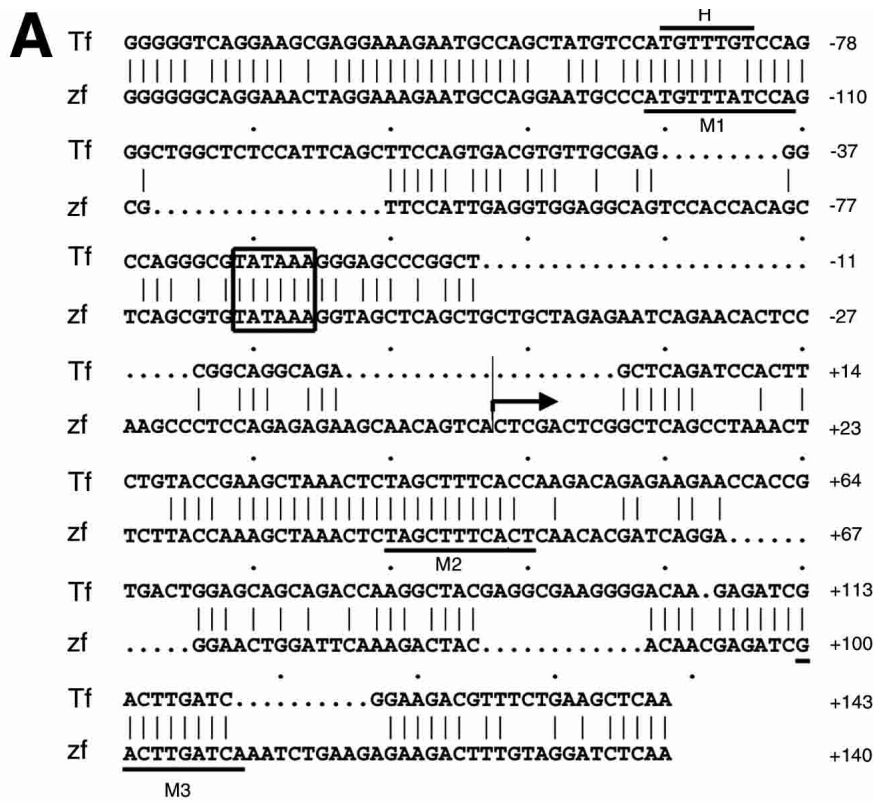 A
H
Tf GGGGGTCAGGAAGCGAGGAAAGAATGCCAGCTATGTCCATGTTTGTCCAG -78
zf GGGGGGCAGGAAACTAGGAAAGAATGCCAGGAATGCCCATGTTTATCCAG -110
M1
Tf GGCTGGCTCTCCATTCAGCTTCCAGTGACGTGTTGCGAG.........GG -37
zf CG.................TTCCATTGAGGTGGAGGCAGTCCACCACAGC -77
Tf CCAGGGCGTATAAAGGGAGCCCGGCT........................ -11
zf TCAGCGTGTATAAAGGTAGCTCAGCTGCTGCTAGAGAATCAGAACACTCC -27
Tf .....CGGCAGGCAGA....................GCTCAGATCCACTT +14
zf AAGCCCTCCAGAGAGAAGCAACAGTCACTCGACTCGGCTCAGCCTAAACT +23
Tf CTGTACCGAAGCTAAACTCTAGCTTTCACCAAGACAGAGAAGAACCACCG +64
zf TCTTACCAAAGCTAAACTCTAGCTTTCACTCAACACGATCAGGA...... +67
M2
Tf TGACTGGAGCAGCAGACCAAGGCTACGAGGCGAAGGGGACAA.GAGATCG +113
zf .....GGAACTGGATTCAAAGACTAC............ACAACGAGATCG +100
Tf ACTTGATC..........GGAAGACGTTTCTGAAGCTCAA +143
zf ACTTGATCAAATCTGAAGAGAAGACTTTGTAGGATCTCAA +140
M3